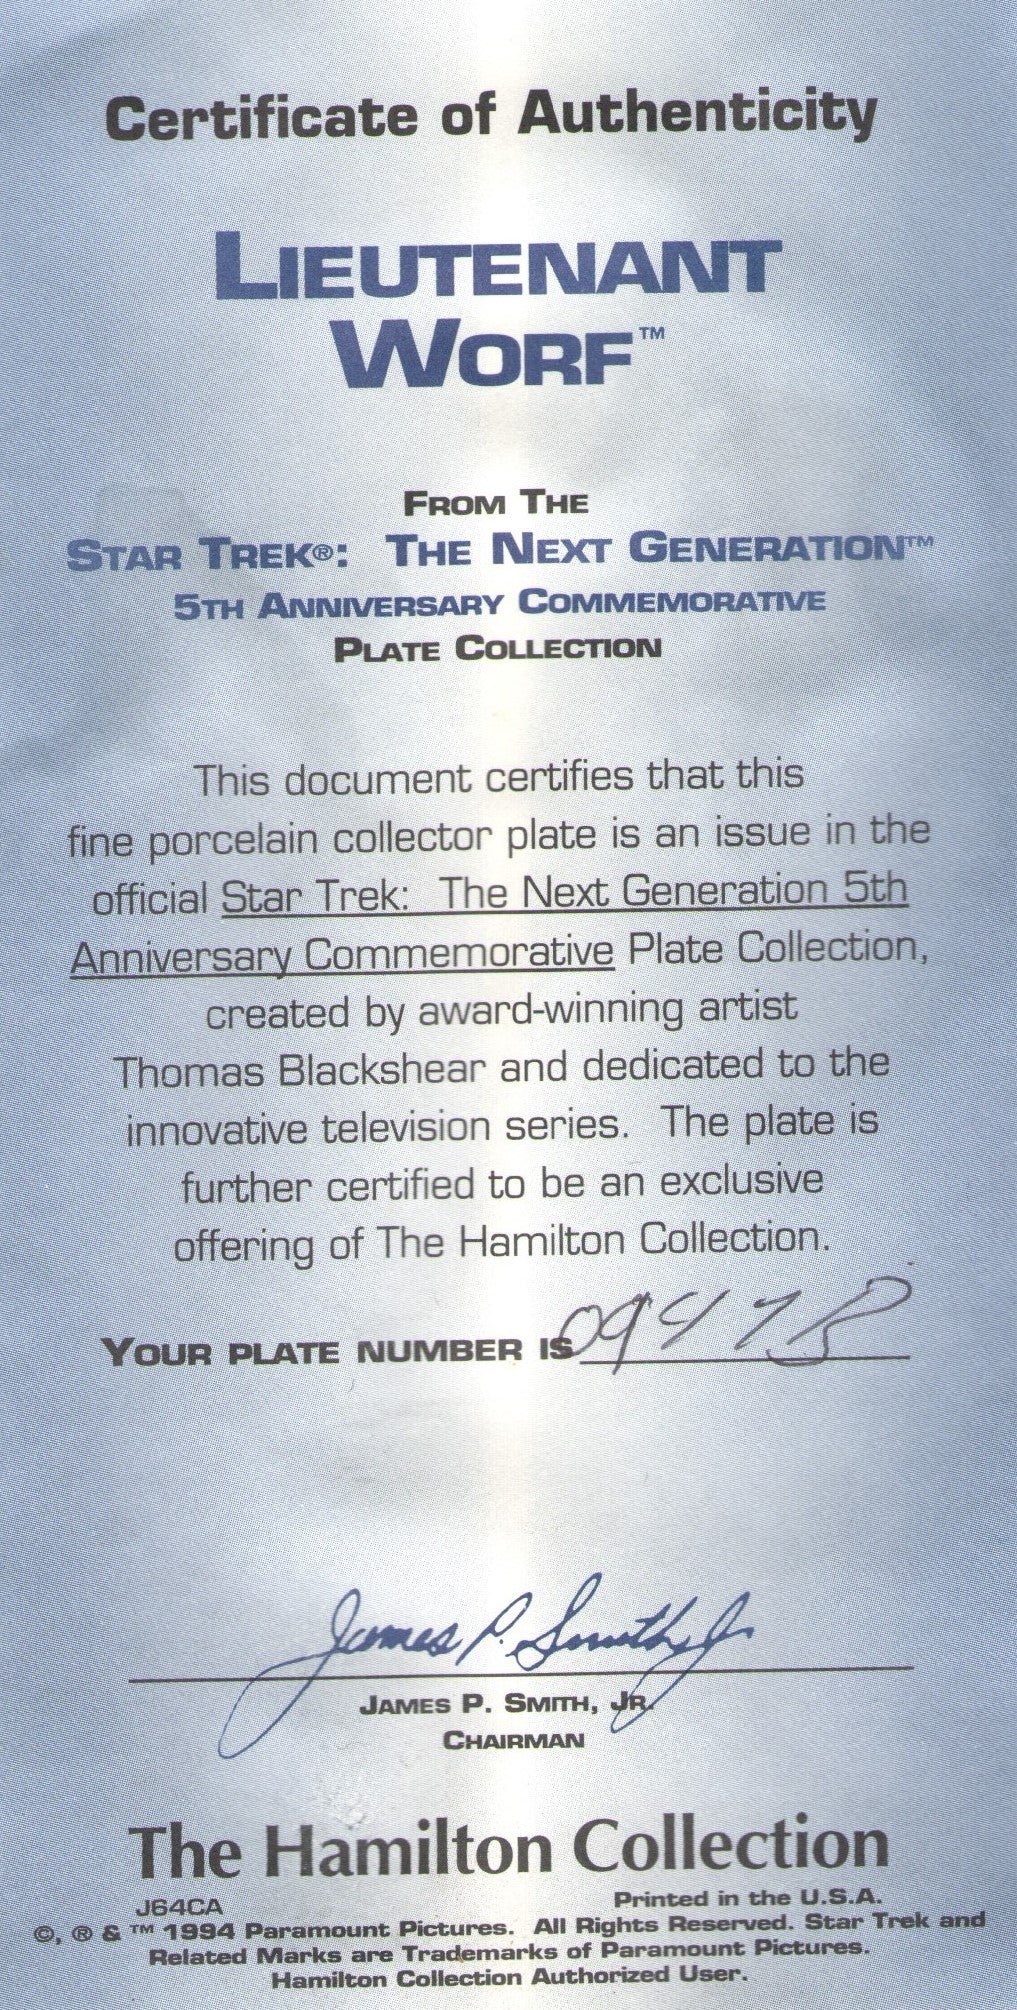 Certificate of Authenticity
LIEUTENANT
WORF™
FROM THE
STAR TREK®: THE NEXT GENERATION™
5TH ANNIVERSARY COMMEMORATIVE
PLATE COLLECTION
This document certifies that this
fine porcelain collector plate is an issue in the
official Star Trek: The Next Generation 5th
Anniversary Commemorative Plate Collection,
created by award-winning artist
Thomas Blackshear and dedicated to the
innovative television series. The plate is
further certified to be an exclusive
offering of The Hamilton Collection.
YOUR PLATE NUMBER IS
James P. Smith, Jr.
JAMES P. SMITH, JR.
CHAIRMAN
The Hamilton Collection
J64CA Printed in the U.S.A.
©, ® & ™ 1994 Paramount Pictures. All Rights Reserved. Star Trek and
Related Marks are Trademarks of Paramount Pictures.
Hamilton Collection Authorized User.